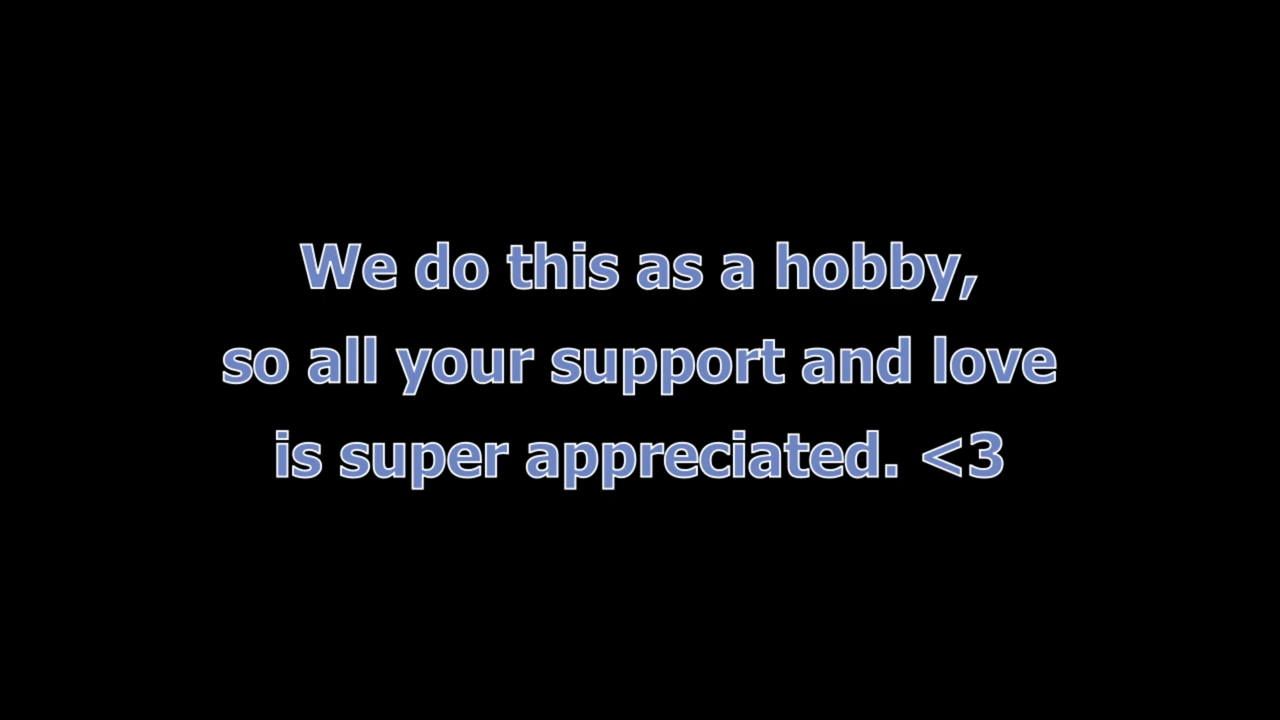 We do this as a hobby,
so all your support and love
is super appreciated. <3